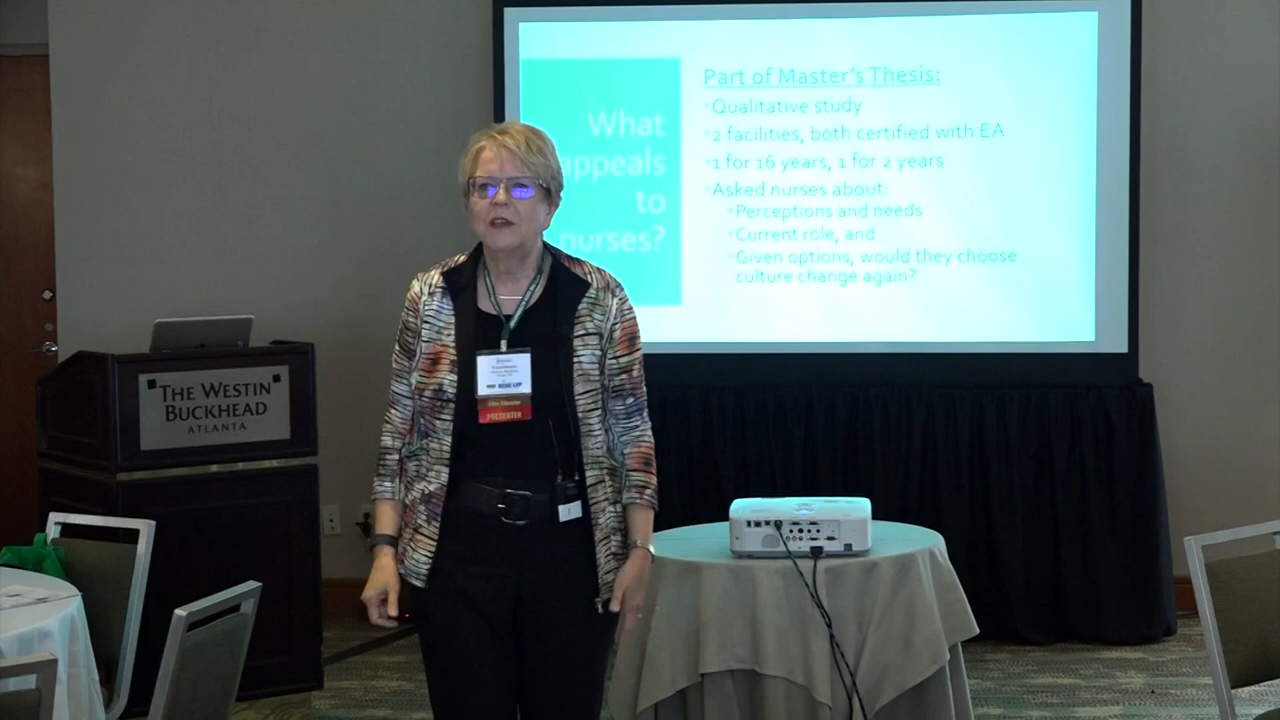 What
appeals
to
nurses?
Part of Master's Thesis:
Qualitative study
2 facilities, both certified with EA
1 for 16 years, 1 for 2 years
Asked nurses about:
Perceptions and needs
Current role, and
Given options, would they choose
culture change again?
THE WESTIN
BUCKHEAD
ATLANTA
RISE UP
PRESENTER